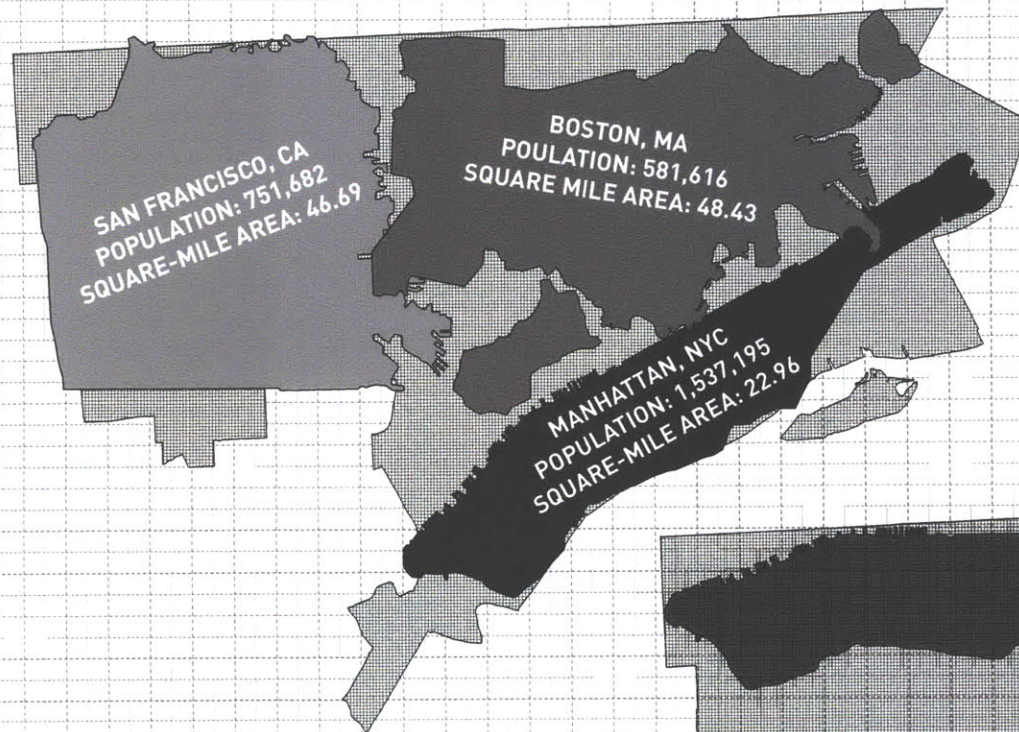 SAN FRANCISCO, CA
POPULATION: 751,682
SQUARE-MILE AREA: 46.69
BOSTON, MA
POULATION: 581,616
SQUARE MILE AREA: 48.43
MANHATTAN, NYC
POPULATION: 1,537,195
SQUARE-MILE AREA: 22.96